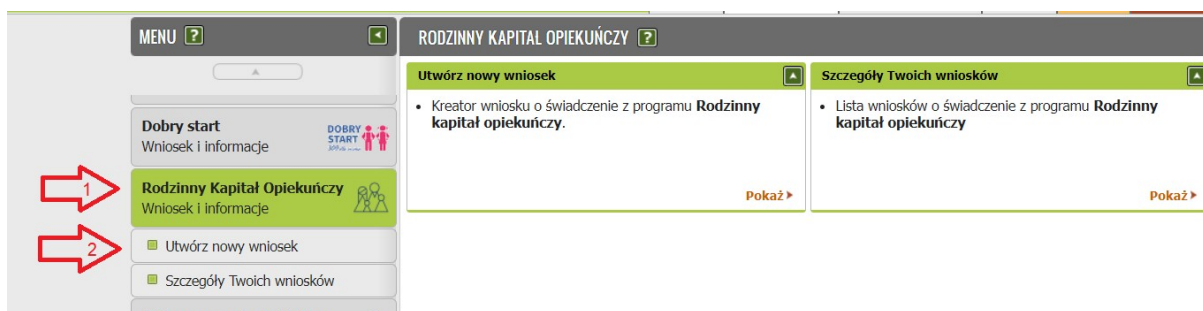 MENU ?
RODZINNY KAPITAL OPIEKUŃCZY ?
Utwórz nowy wniosek
• Kreator wniosku o świadczenie z programu Rodzinny
kapitał opiekuńczy.
Pokaż
Szczegóły Twoich wniosków
• Lista wniosków o świadczenie z programu Rodzinny
kapitał opiekuńczy
Pokaż
Dobry start
Wniosek i informacje
DOBRY
START
1
Rodzinny Kapitał Opiekuńczy
Wniosek i informacje
2
Utwórz nowy wniosek
Szczegóły Twoich wniosków